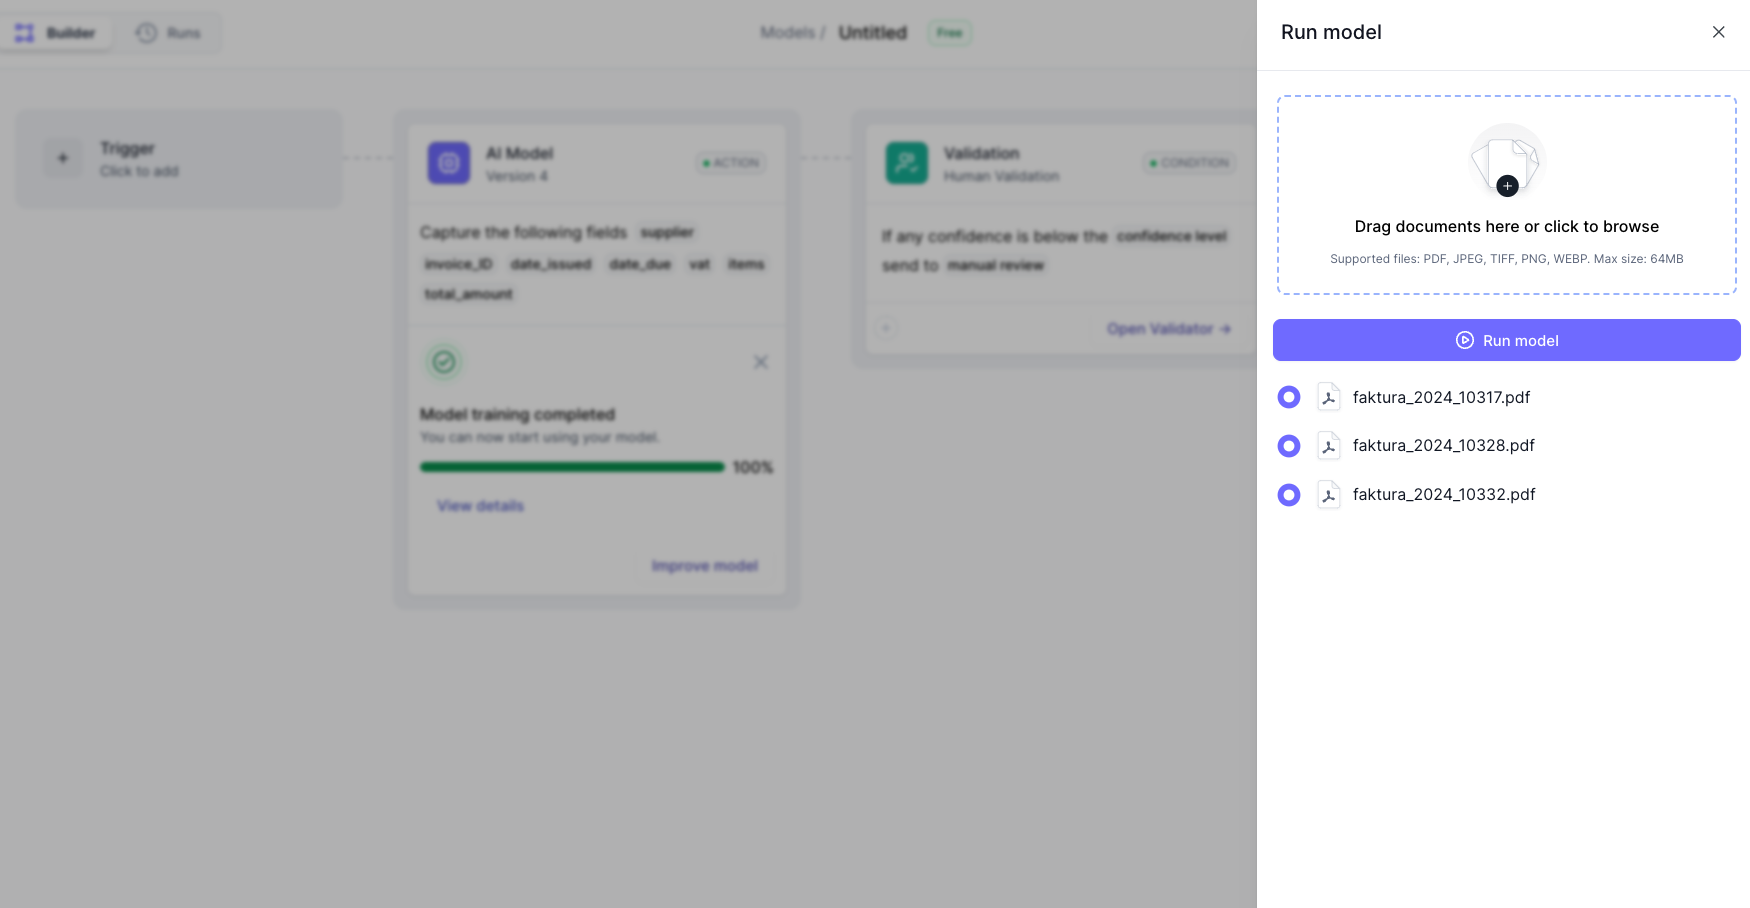 Builder
Runs
Models / Untitled
Free
Trigger
Click to add
AI Model
Version 4
ACTION
Capture the following fields supplier
invoice_ID date_issued date_due vat items
total_amount
Model training completed
You can now start using your model.
100%
View details
Improve model
Validation
Human Validation
CONDITION
If any confidence is below the confidence level
send to manual review
Open Validator →
Run model
Drag documents here or click to browse
Supported files: PDF, JPEG, TIFF, PNG, WEBP. Max size: 64MB
Run model
faktura_2024_10317.pdf
faktura_2024_10328.pdf
faktura_2024_10332.pdf